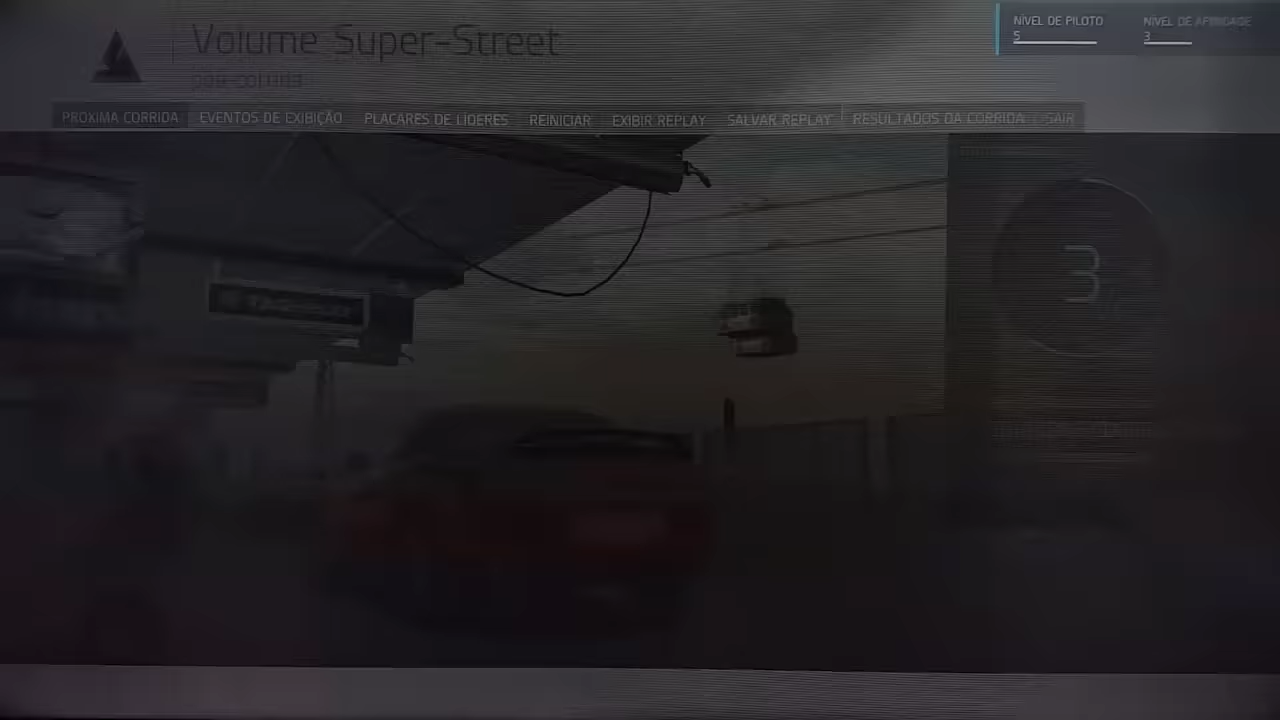 Volume Super-Street
NÍVEL DE PILOTO
5
NÍVEL DE AFINIDADE
3
PRÓXIMA CORRIDA
EVENTOS DE EXIBIÇÃO
PLACARES DE LÍDERES
REINICIAR
EXIBIR REPLAY
SALVAR REPLAY
RESULTADOS DA CORRIDA
SAIR
3